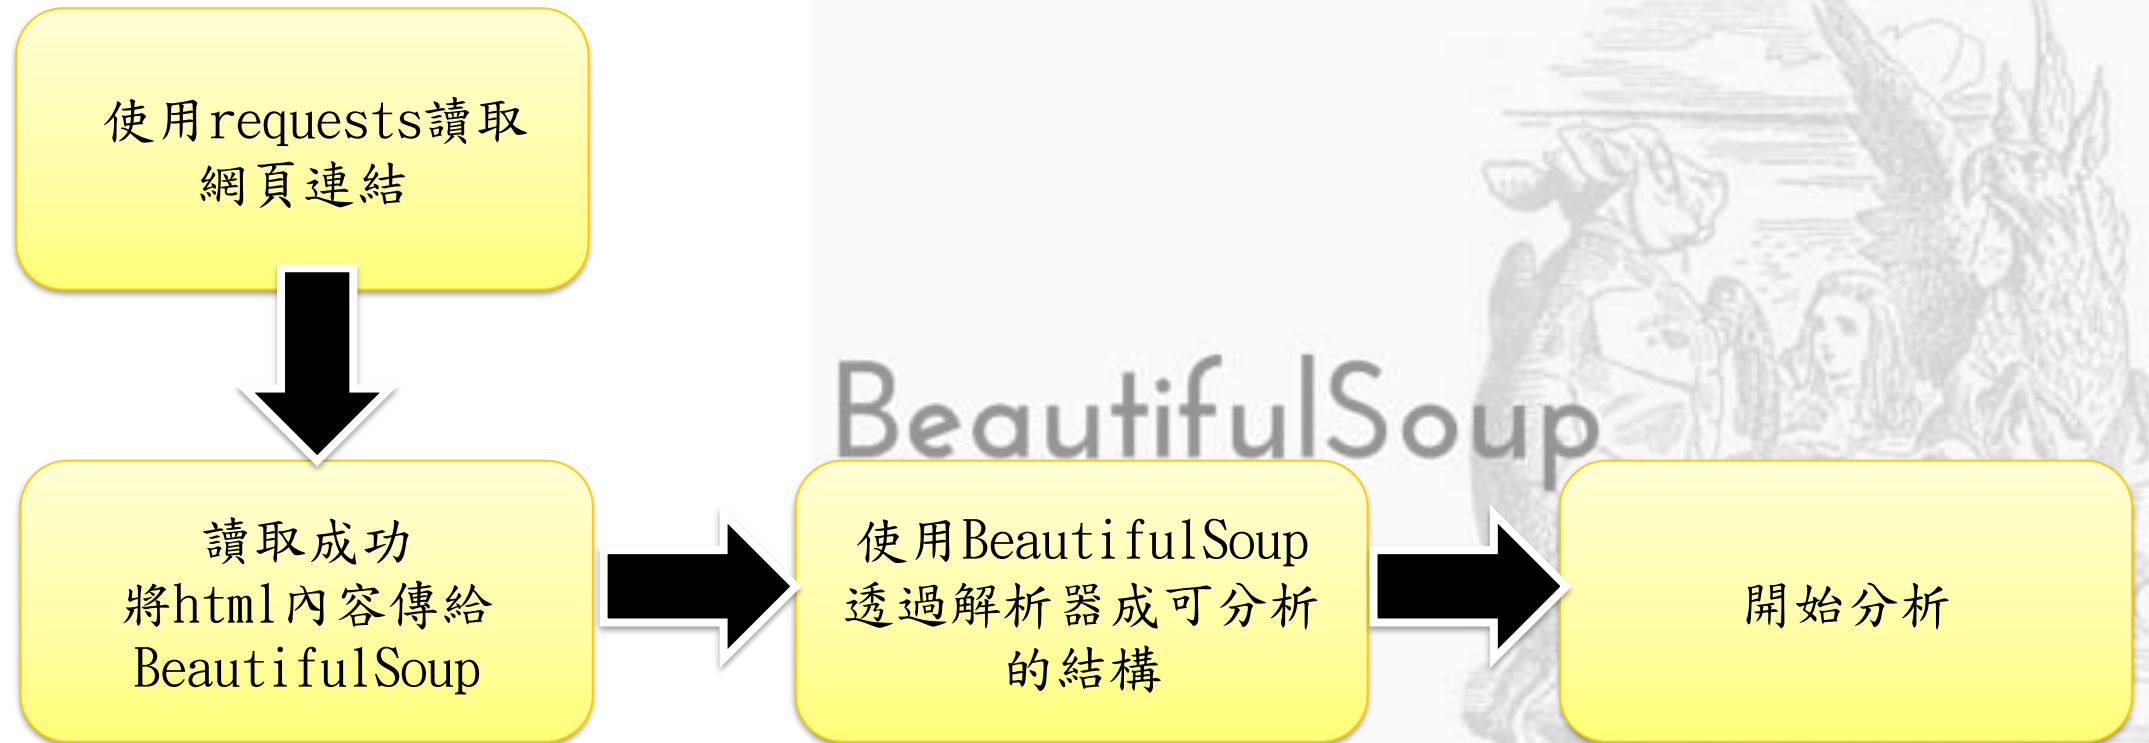 使用requests讀取
網頁連結
BeautifulSoup
讀取成功
將html內容傳給
BeautifulSoup
使用BeautifulSoup
透過解析器成可分析
的結構
開始分析